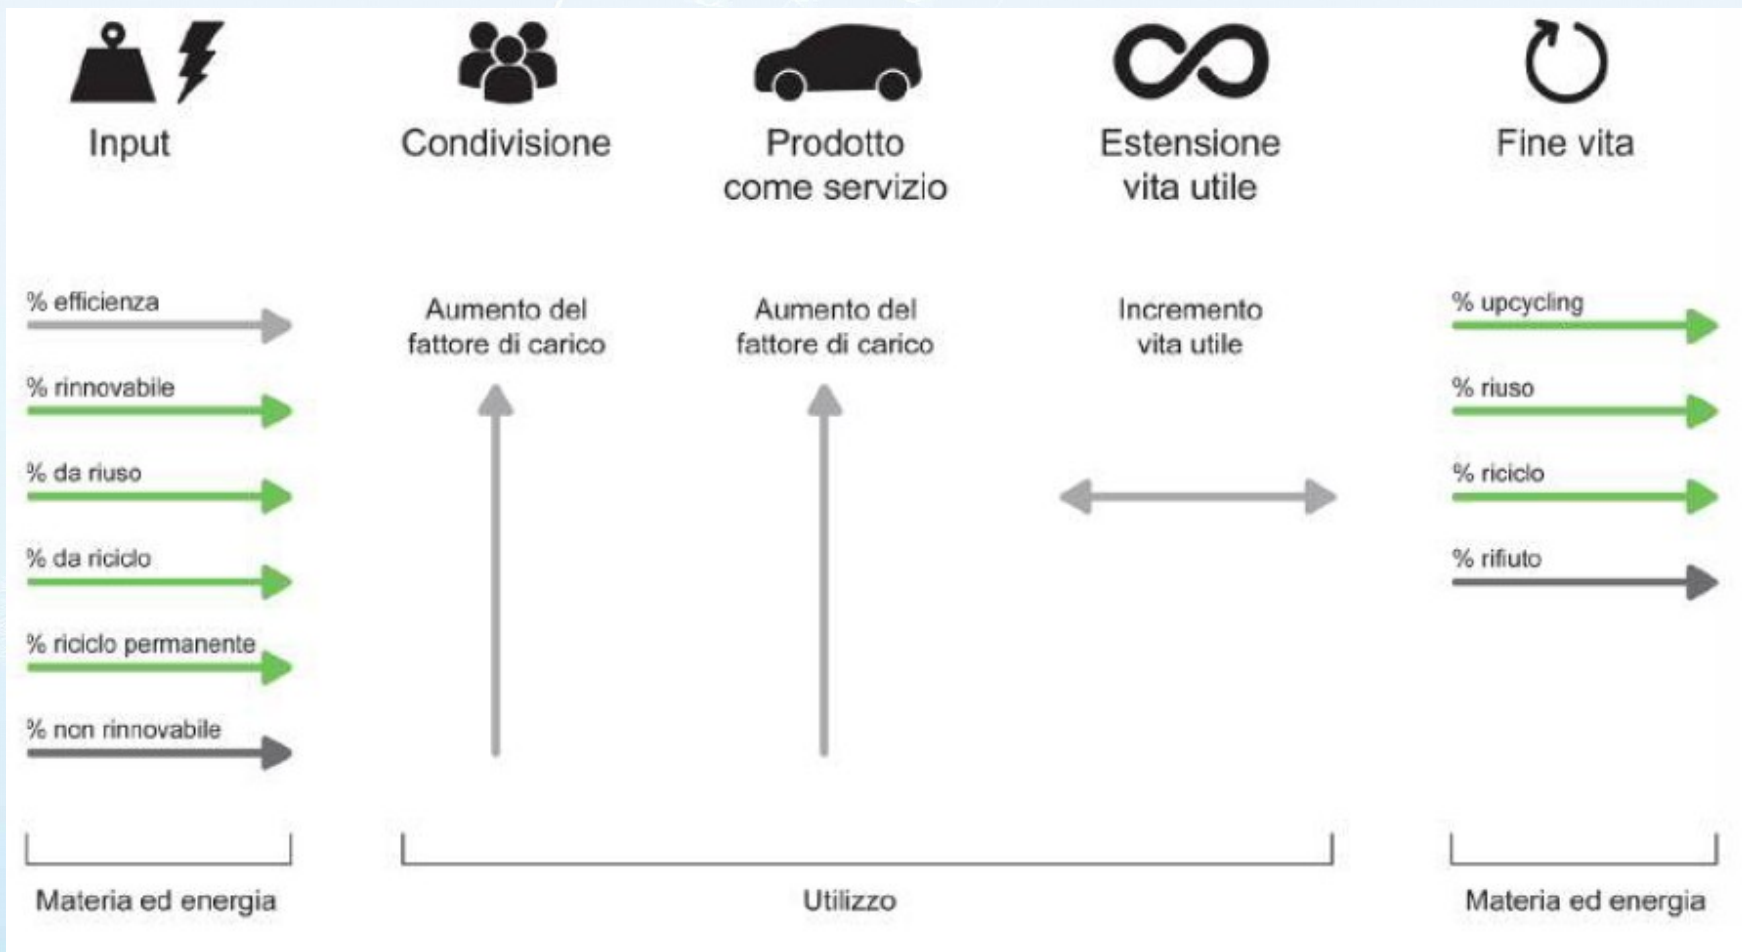 Input
Condivisione
Prodotto
come servizio
Estensione
vita utile
Fine vita
% efficienza
% rinnovabile
% da riuso
% da riciclo
% riciclo permanente
% non rinnovabile
Aumento del
fattore di carico
Aumento del
fattore di carico
Incremento
vita utile
% upcycling
% riuso
% riciclo
% rifiuto
Materia ed energia
Utilizzo
Materia ed energia